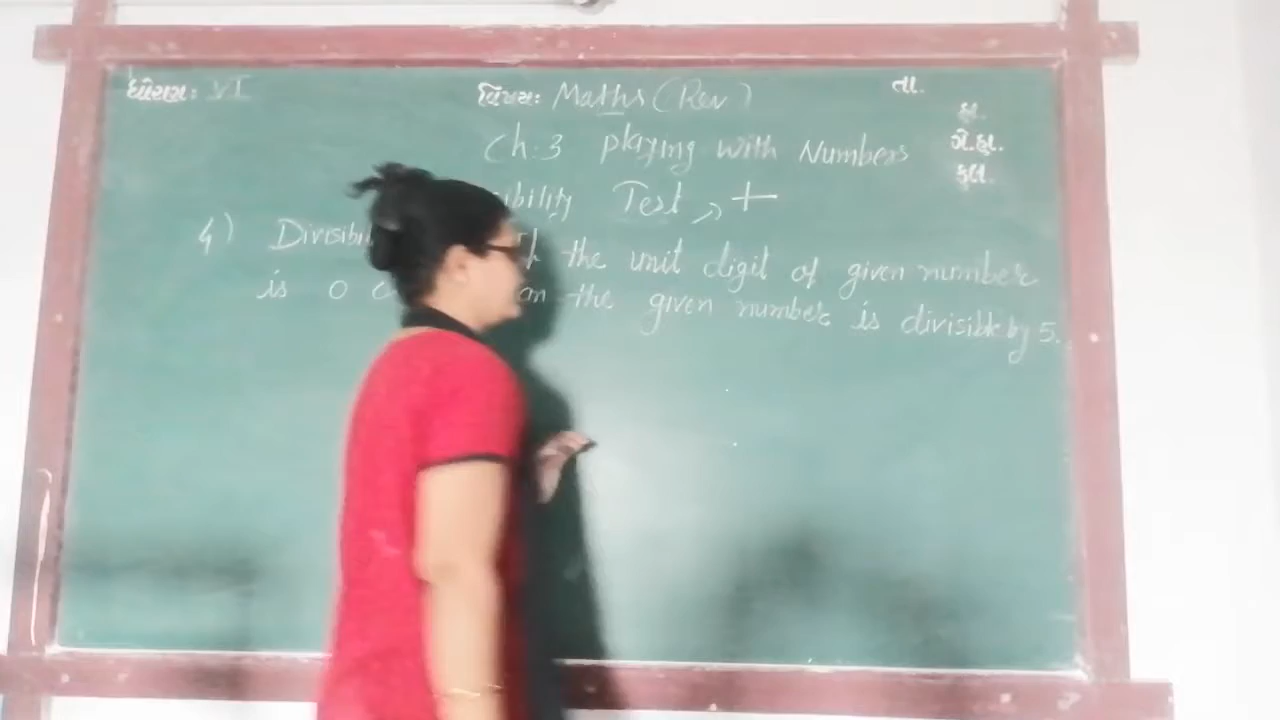 ધોરણ: VI
વિષય: Maths (Rev)
તા.
Ch:3 playing with Numbers
ગે.હા.
કુલ.
ibility Test
4) Divisibi the unit digit of given number
is 0 the given number is divisible by 5.